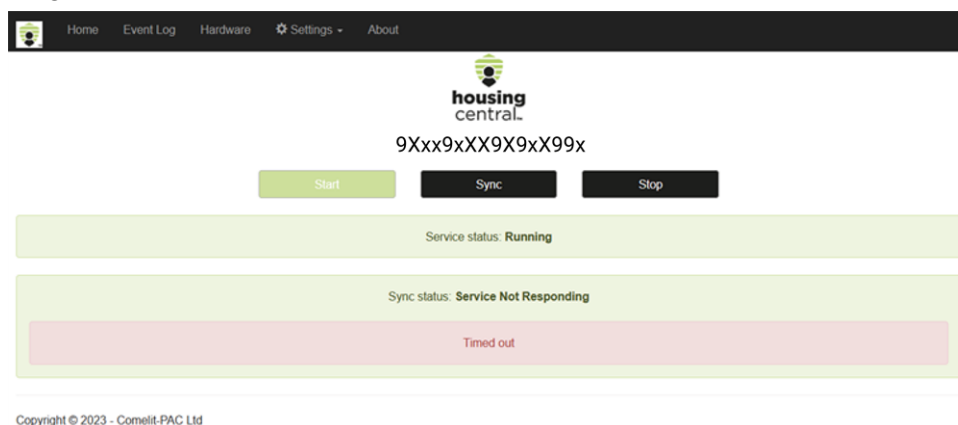 Home Event Log Hardware Settings About
housing
central™
9Xxx9xXX9X9xX99x
Start Sync Stop
Service status: Running
Sync status: Service Not Responding
Timed out
Copyright © 2023 - Comelit-PAC Ltd